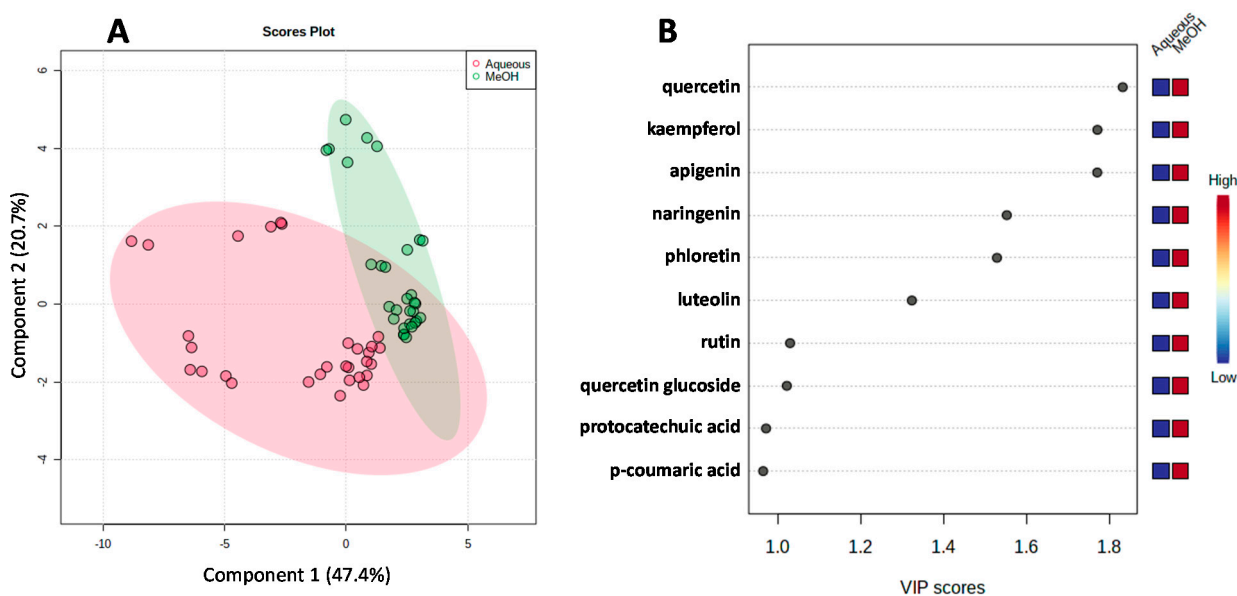 A
Scores Plot
Aqueous
MeOH
6
4
2
0
-2
-4
-10
-5
0
5
Component 2 (20.7%)
Component 1 (47.4%)
B
Aqueous
MeOH
quercetin
kaempferol
apigenin
naringenin
phloretin
luteolin
rutin
quercetin glucoside
protocatechuic acid
p-coumaric acid
1.0
1.2
1.4
1.6
1.8
VIP scores
High
Low